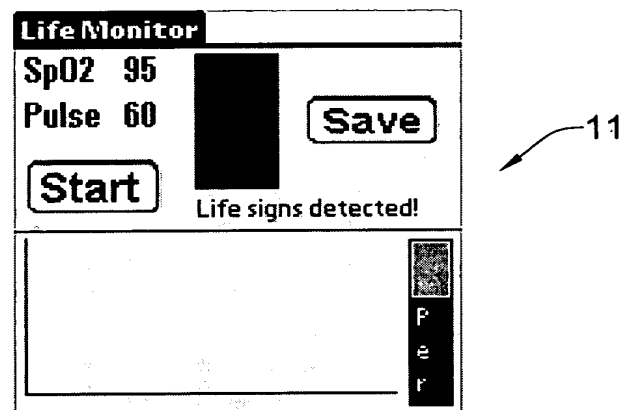 Life Monitor
SpO2 95
Pulse 60
Save
Start
Life signs detected!
11
P
e
r